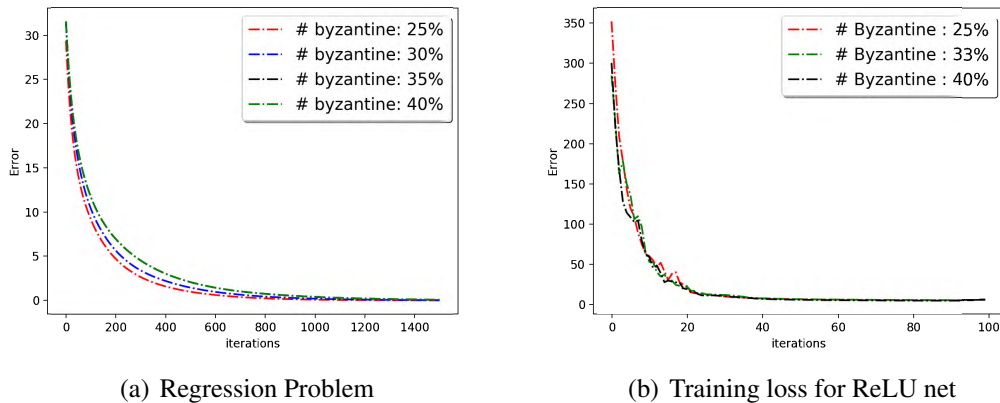 # byzantine: 25%
# byzantine: 30%
# byzantine: 35%
# byzantine: 40%
30
25
20
15
10
5
0
Error
0 200 400 600 800 1000 1200 1400
iterations
(a) Regression Problem
# Byzantine : 25%
# Byzantine : 33%
# Byzantine : 40%
350
300
250
200
150
100
50
0
Error
0 20 40 60 80 100
iterations
(b) Training loss for ReLU net